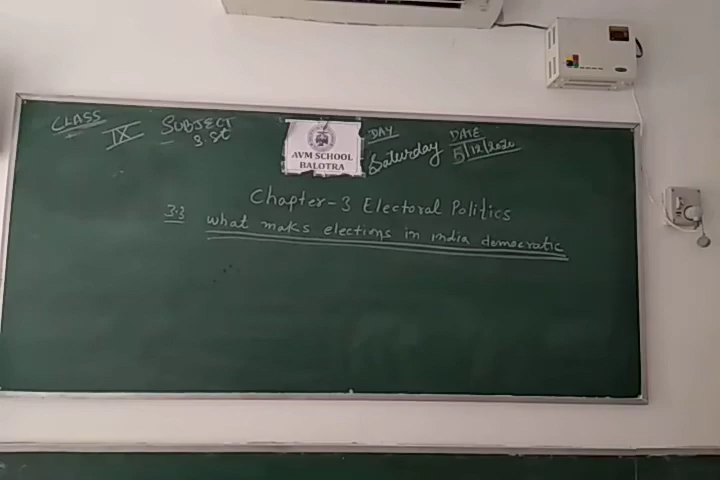 CLASS
IX
SUBJECT
S St
AVM SCHOOL
BALOTRA
DAY
Saturday
DATE
5/12/2020
Chapter-3 Electoral Politics
3.3 what maks elections in india democratic